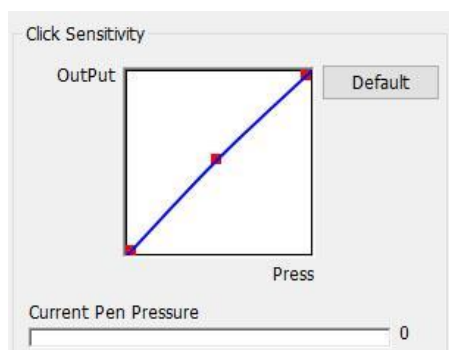 Click Sensitivity
OutPut
Default
Press
Current Pen Pressure
0